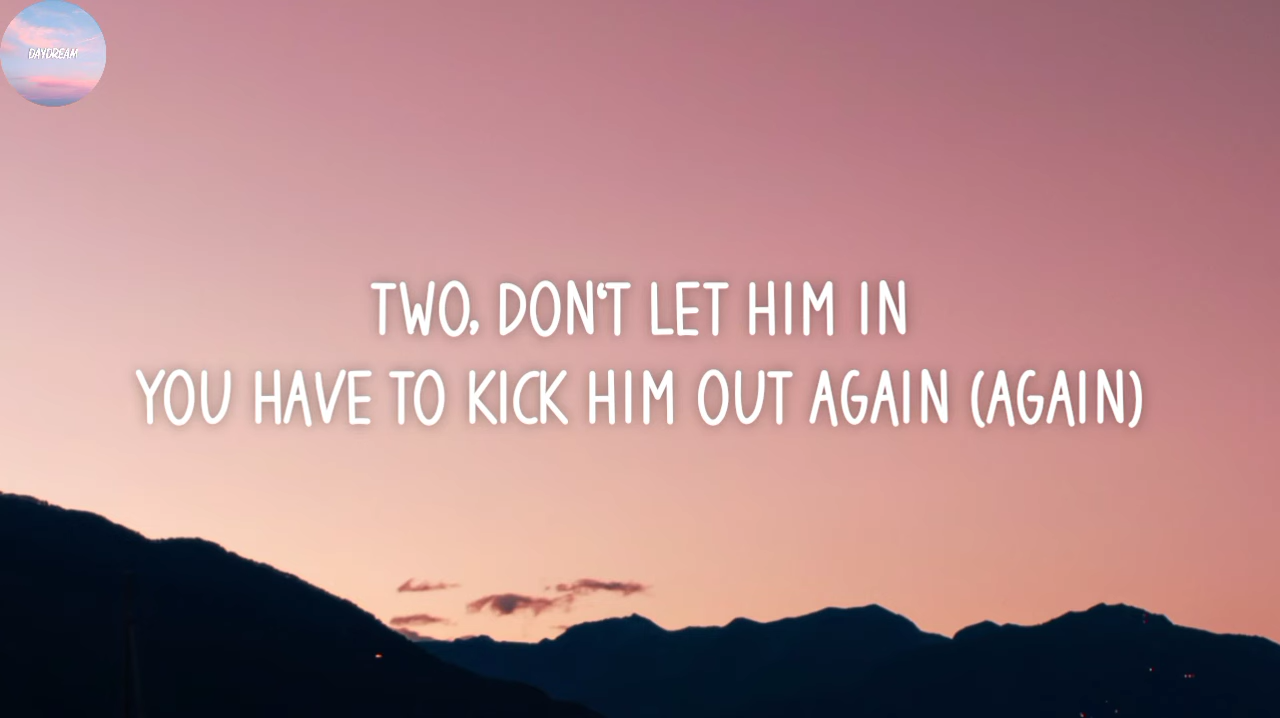 DAYDREAM
TWO, DON'T LET HIM IN
YOU HAVE TO KICK HIM OUT AGAIN (AGAIN)